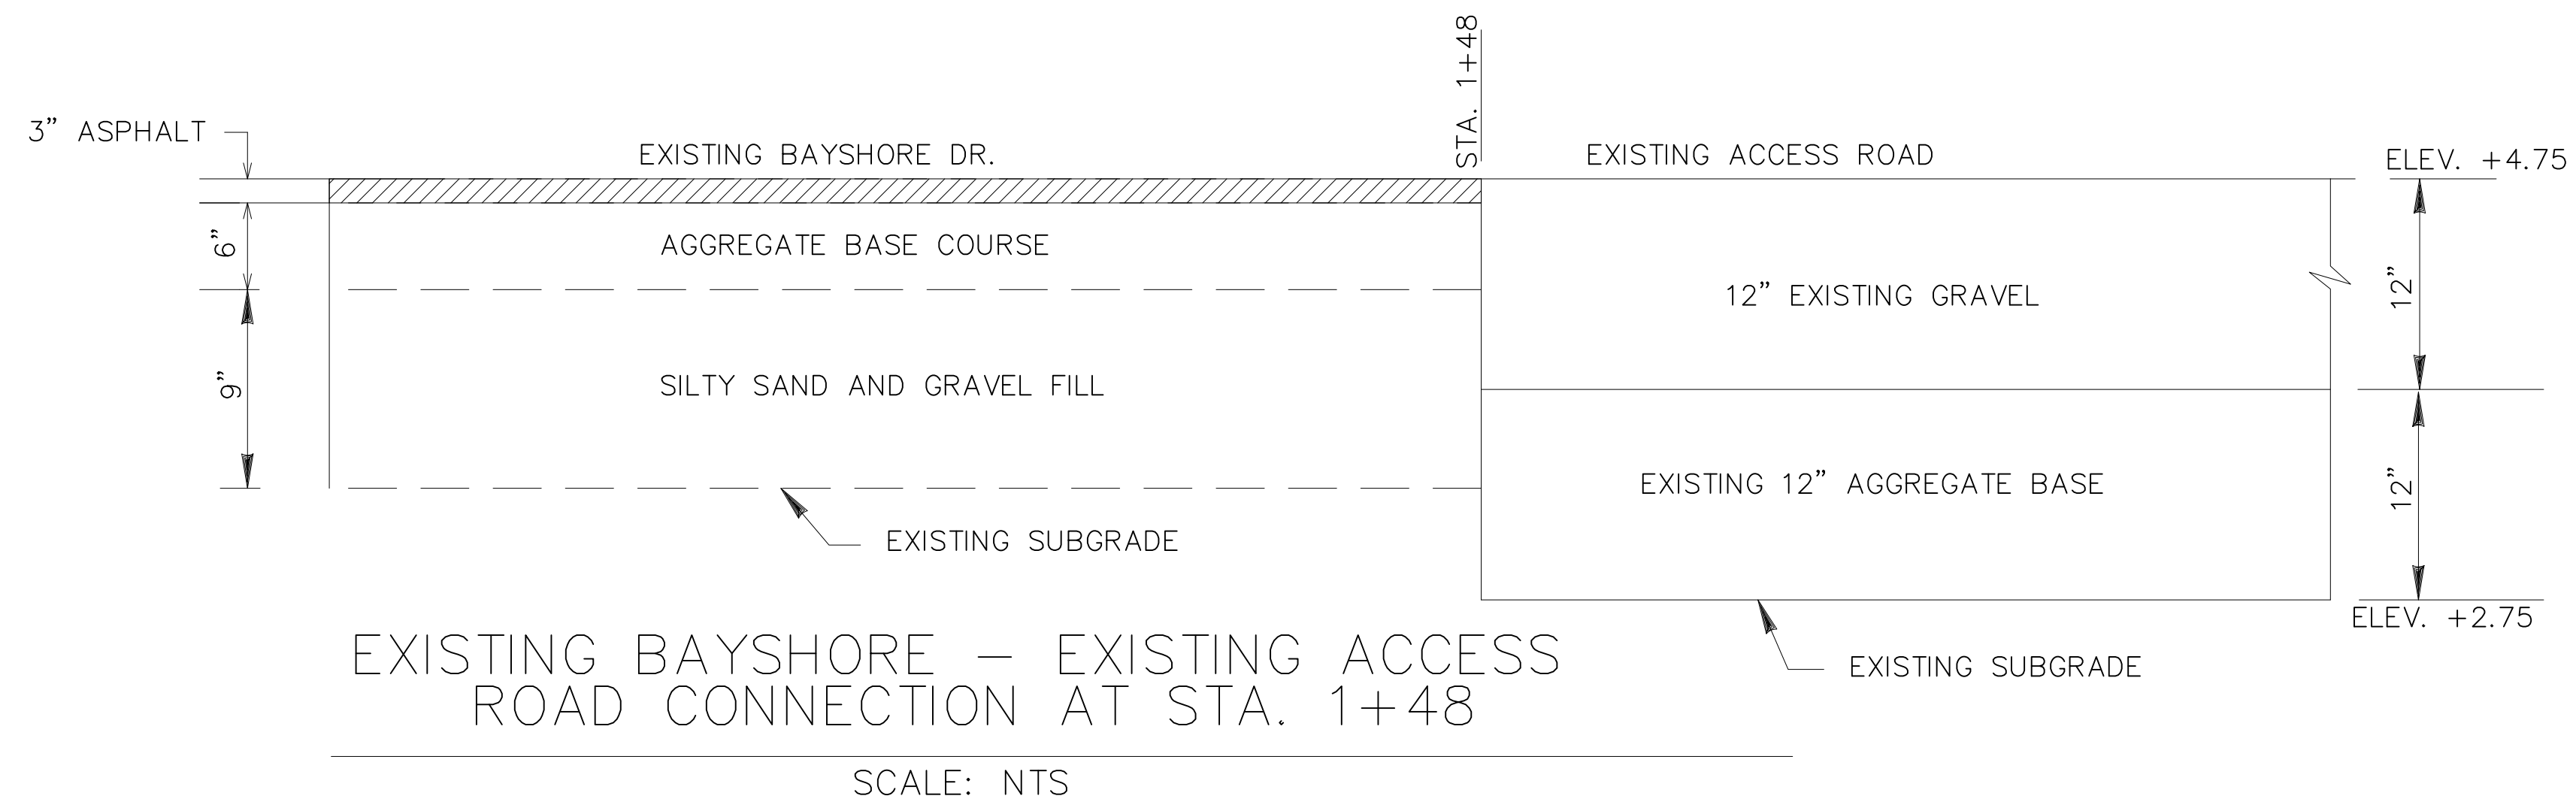 STA. 1+48
3” ASPHALT
EXISTING BAYSHORE DR.
EXISTING ACCESS ROAD
ELEV. +4.75
6”
AGGREGATE BASE COURSE
12” EXISTING GRAVEL
12”
9”
SILTY SAND AND GRAVEL FILL
EXISTING 12” AGGREGATE BASE
12”
EXISTING SUBGRADE
ELEV. +2.75
EXISTING SUBGRADE
EXISTING BAYSHORE – EXISTING ACCESS
ROAD CONNECTION AT STA. 1+48
SCALE: NTS